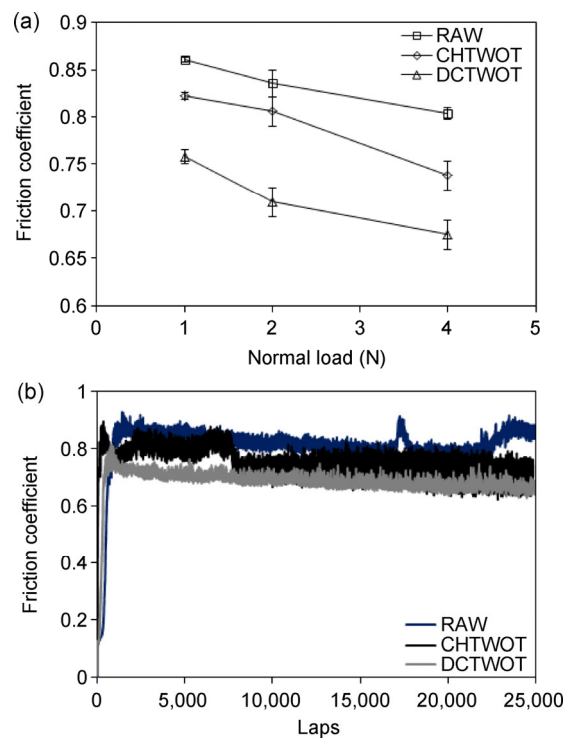 (a)
0.9
0.85
0.8
0.75
0.7
0.65
0.6
Friction coefficient
RAW
CHTWOT
DCTWOT
0 1 2 3 4 5
Normal load (N)
(b)
1
0.8
0.6
0.4
0.2
0
Friction coefficient
RAW
CHTWOT
DCTWOT
0 5,000 10,000 15,000 20,000 25,000
Laps